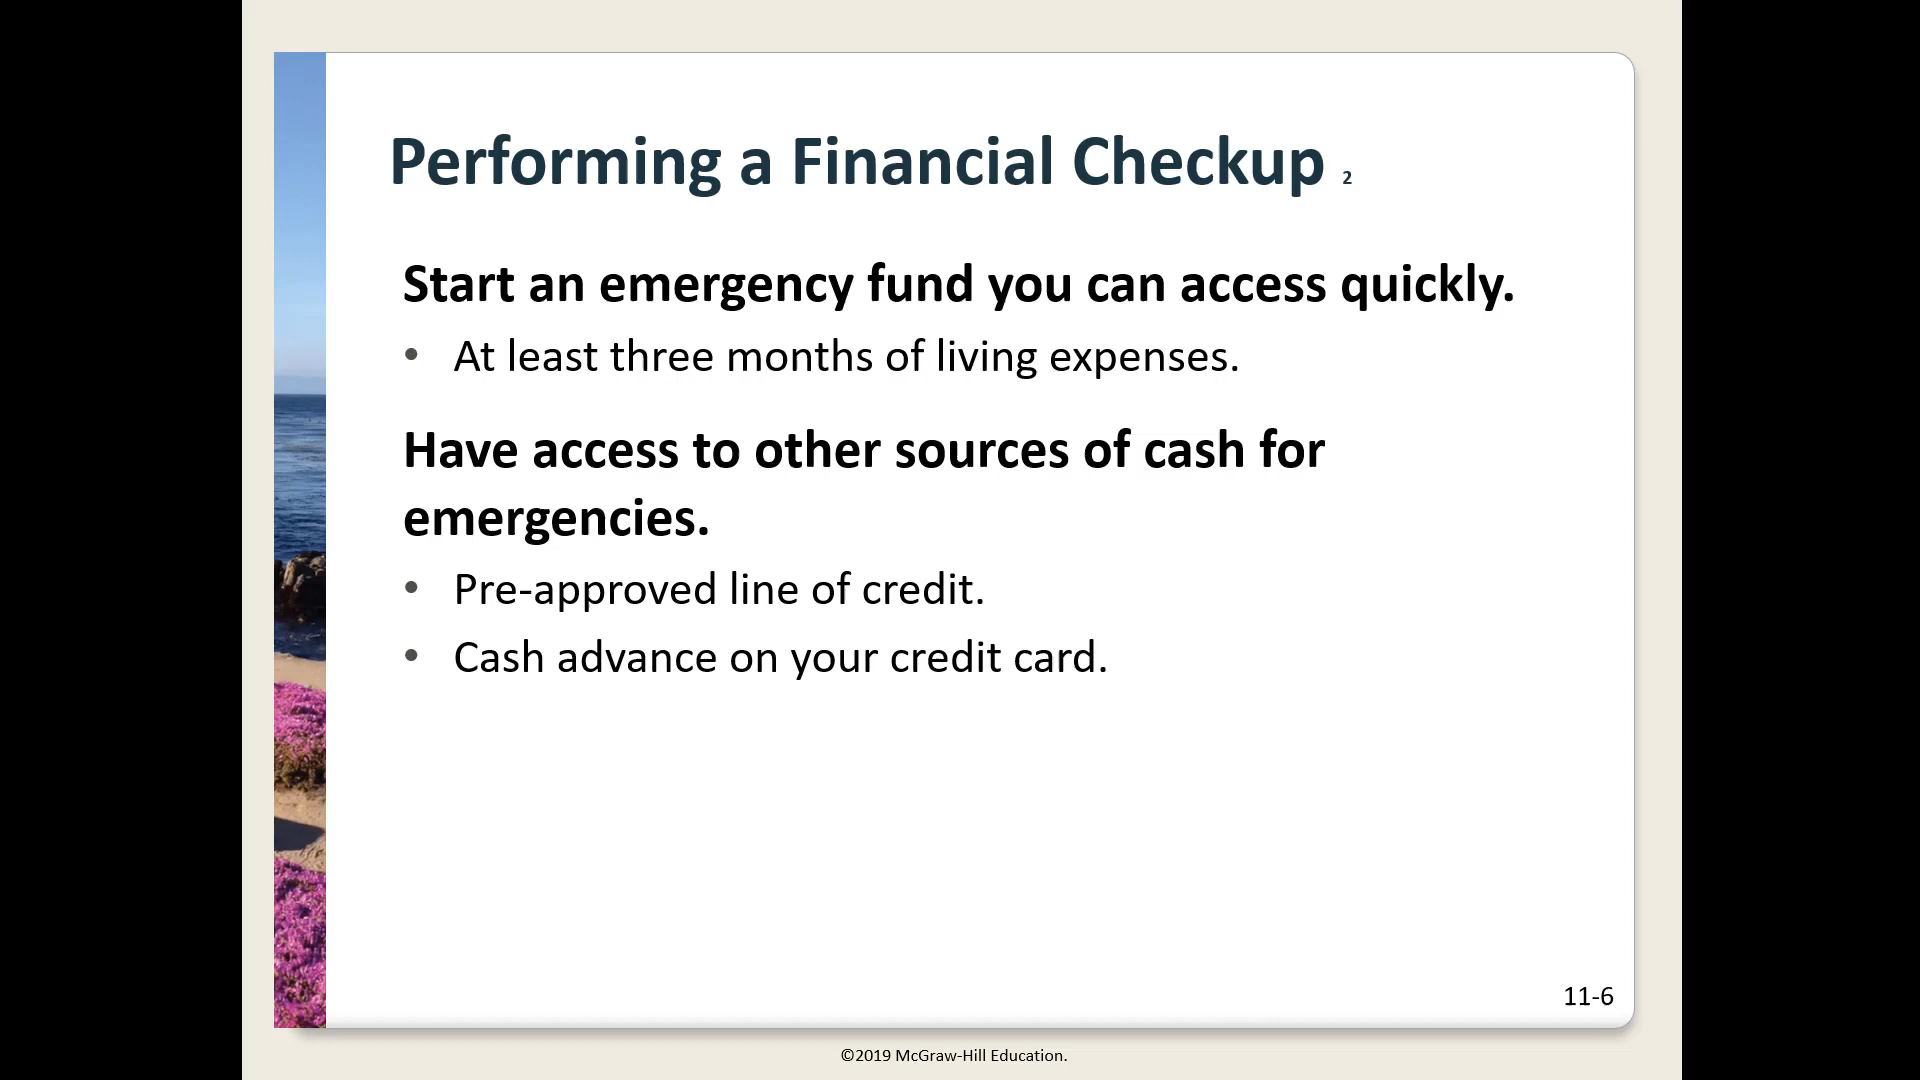 Performing a Financial Checkup 2
Start an emergency fund you can access quickly.
• At least three months of living expenses.
Have access to other sources of cash for
emergencies.
• Pre-approved line of credit.
• Cash advance on your credit card.
11-6
©2019 McGraw-Hill Education.